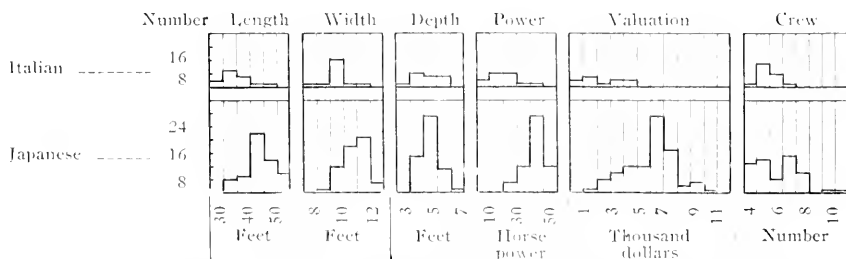 Number Length Width Depth Power Valuation Crew
16
Italian 8
24
Japanese 16
8
30 40 50 8 10 12 3 5 7 10 30 50 1 3 5 7 9 11 4 6 8 10
Feet Feet Feet Horse power Thousand dollars Number